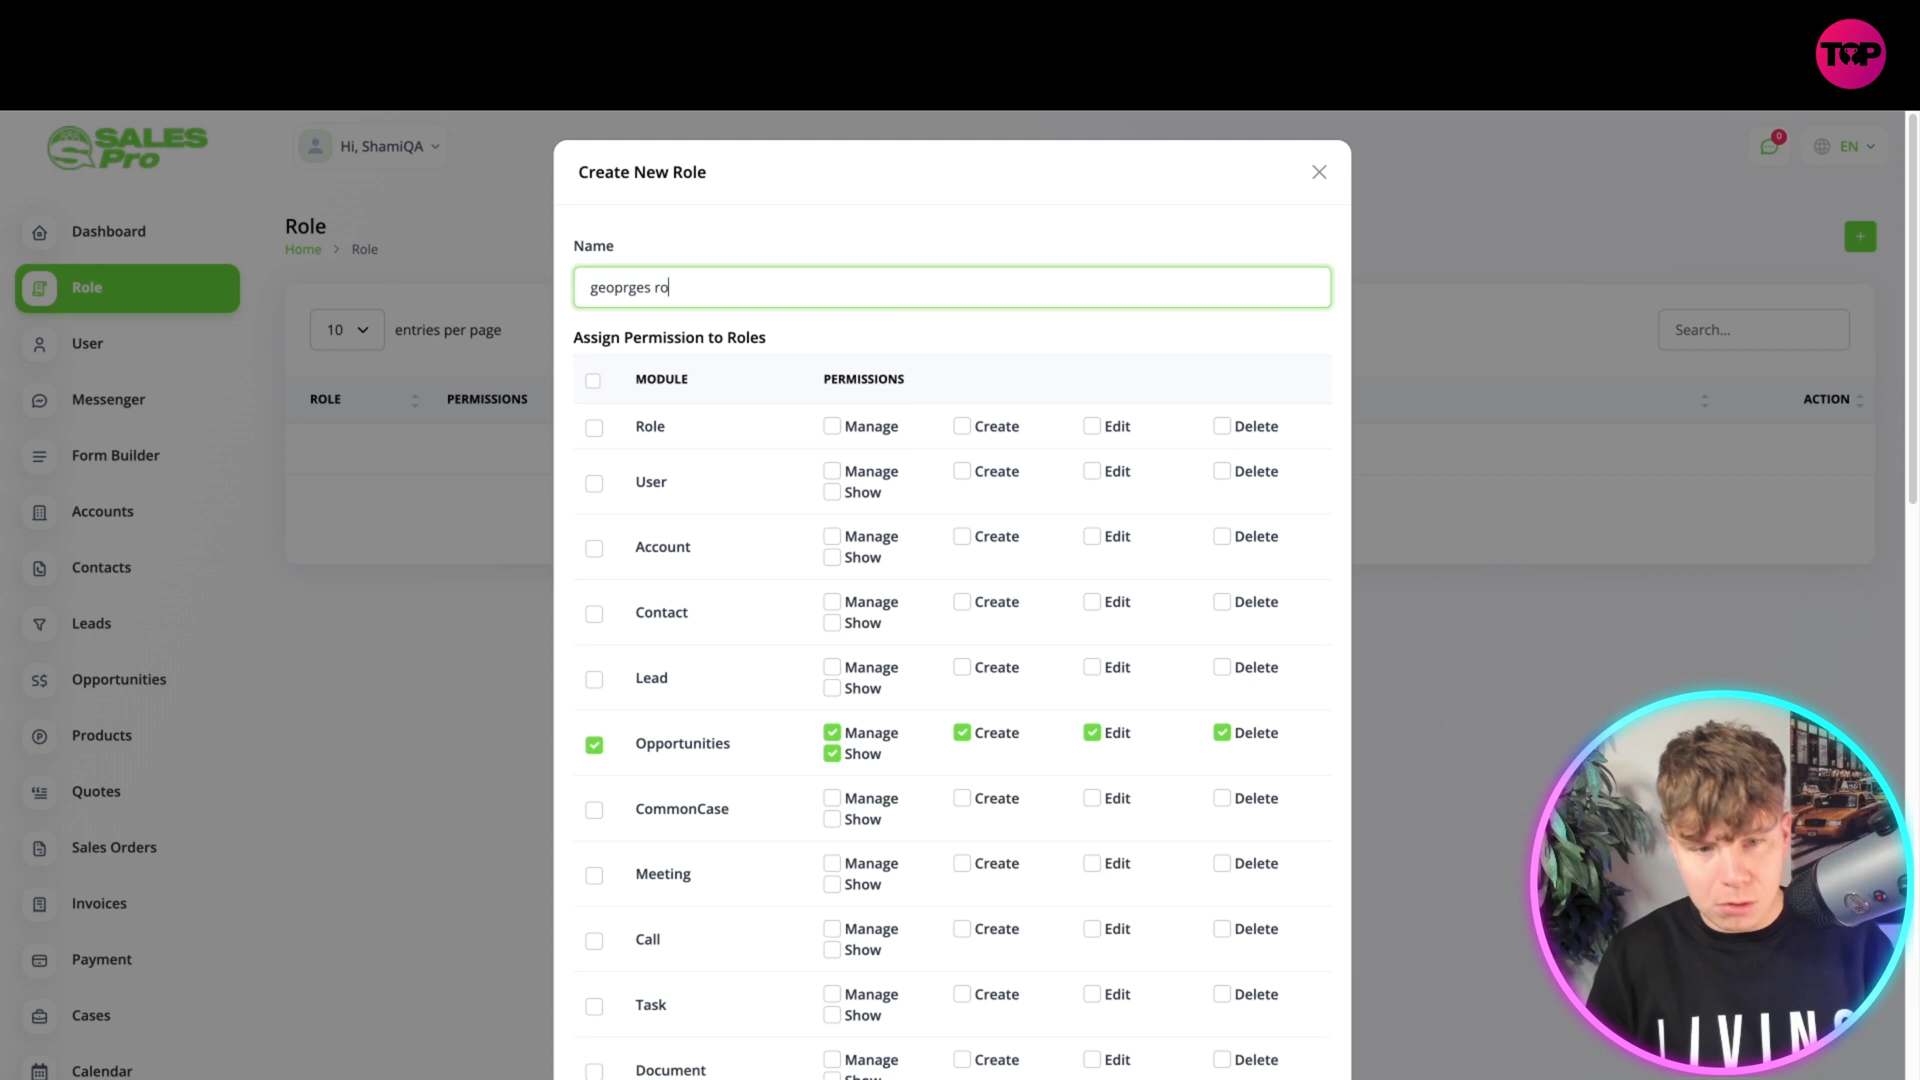 TOP
SALES
Pro
Hi, ShamiQA
0
EN
Dashboard
Role
User
Messenger
Form Builder
Accounts
Contacts
Leads
S$ Opportunities
Products
Quotes
Sales Orders
Invoices
Payment
Cases
Calendar
Role
Home > Role
10 entries per page
Search...
ROLE PERMISSIONS ACTION
Create New Role
Name
geoprges ro
Assign Permission to Roles
MODULE PERMISSIONS
Role Manage Create Edit Delete
User Manage Create Edit Delete
Show
Account Manage Create Edit Delete
Show
Contact Manage Create Edit Delete
Show
Lead Manage Create Edit Delete
Show
Opportunities Manage Create Edit Delete
Show
CommonCase Manage Create Edit Delete
Show
Meeting Manage Create Edit Delete
Show
Call Manage Create Edit Delete
Show
Task Manage Create Edit Delete
Show
Document Manage Create Edit Delete
Show
LIVING